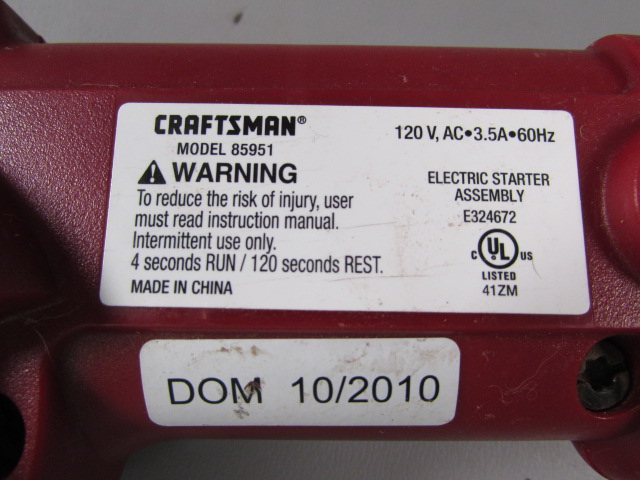 CRAFTSMAN®
MODEL 85951
WARNING
To reduce the risk of injury, user
must read instruction manual.
Intermittent use only.
4 seconds RUN / 120 seconds REST.
MADE IN CHINA
120 V, AC•3.5A•60Hz
ELECTRIC STARTER
ASSEMBLY
E324672
C UL US
LISTED
41ZM
DOM 10/2010